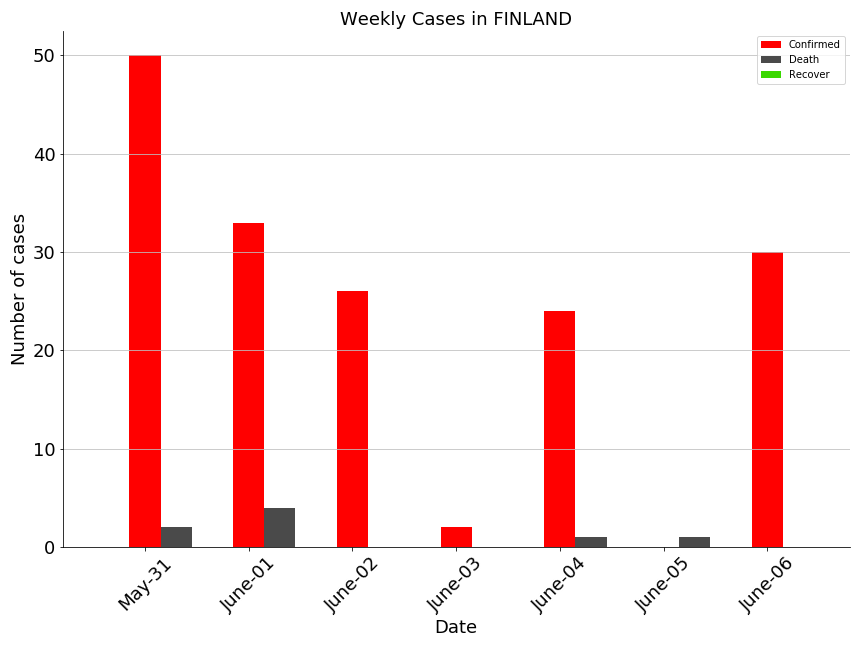 Weekly Cases in FINLAND
Confirmed
Death
Recover
Number of cases
50
40
30
20
10
0
May-31
June-01
June-02
June-03
June-04
June-05
June-06
Date